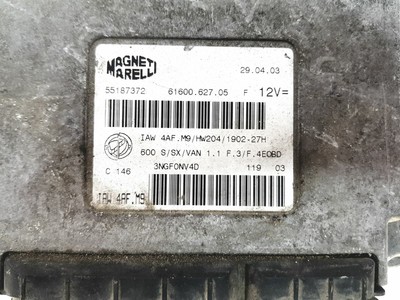 MAGNETI
MARELLI
29.04.03
55187372 61600.627.05 F 12V=
IAW 4AF.M9/HW204/1902-27H
600 S/SX/VAN 1.1 F.3/F.4EOBD
3NGF0NV4D
C 146 119 03
IAW 4AF.M9